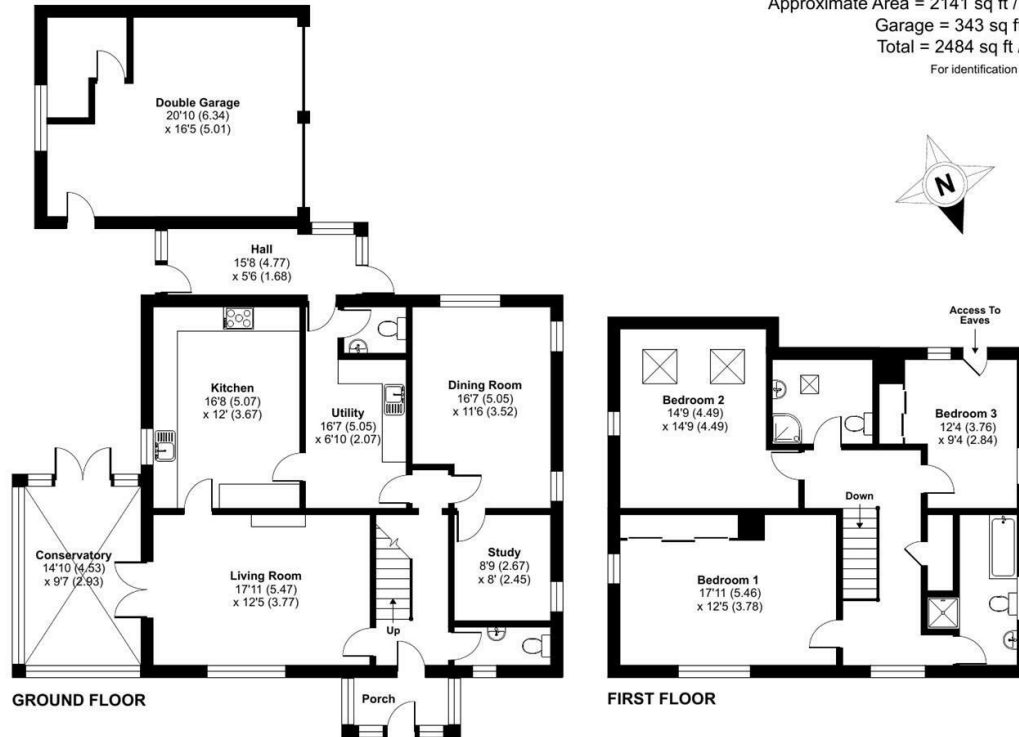 Approximate Area = 2141 sq ft /
Garage = 343 sq f
Total = 2484 sq ft
For identification
N
Double Garage
20'10 (6.34)
x 16'5 (5.01)
Hall
15'8 (4.77)
x 5'6 (1.68)
Kitchen
16'8 (5.07)
x 12' (3.67)
Utility
16'7 (5.05)
x 6'10 (2.07)
Dining Room
16'7 (5.05)
x 11'6 (3.52)
Conservatory
14'10 (4.53)
x 9'7 (2.93)
Living Room
17'11 (5.47)
x 12'5 (3.77)
Up
Study
8'9 (2.67)
x 8' (2.45)
Porch
GROUND FLOOR
Access To
Eaves
Bedroom 2
14'9 (4.49)
x 14'9 (4.49)
Bedroom 3
12'4 (3.76)
x 9'4 (2.84)
Down
Bedroom 1
17'11 (5.46)
x 12'5 (3.78)
FIRST FLOOR